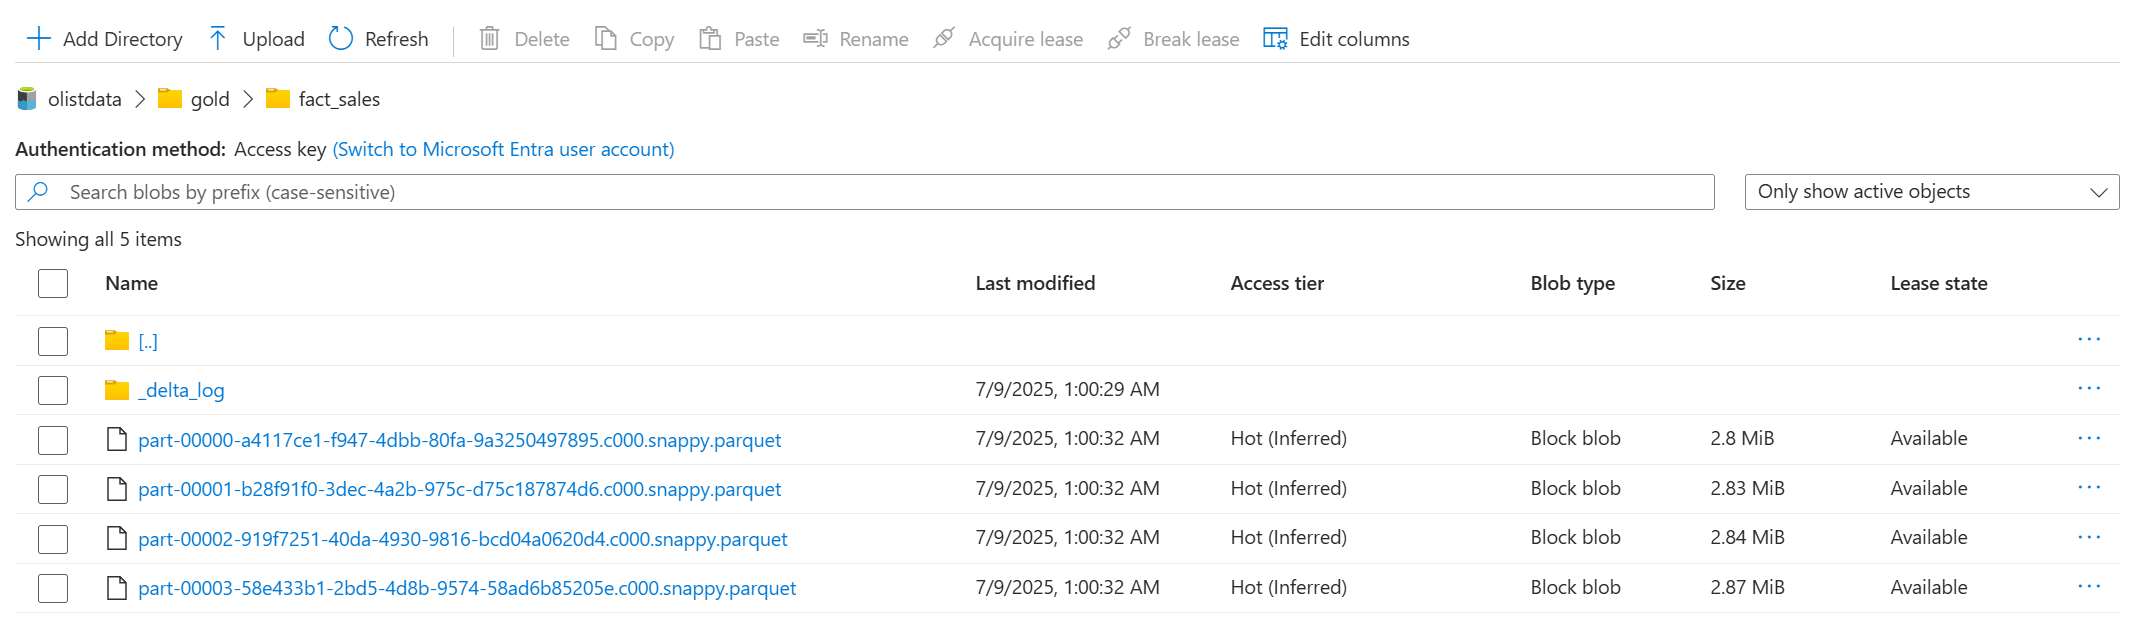 Add Directory Upload Refresh Delete Copy Paste Rename Acquire lease Break lease Edit columns
olistdata > gold > fact_sales
Authentication method: Access key (Switch to Microsoft Entra user account)
Search blobs by prefix (case-sensitive) Only show active objects
Showing all 5 items
Name Last modified Access tier Blob type Size Lease state
[..] ...
_delta_log 7/9/2025, 1:00:29 AM ...
part-00000-a4117ce1-f947-4dbb-80fa-9a3250497895.c000.snappy.parquet 7/9/2025, 1:00:32 AM Hot (Inferred) Block blob 2.8 MiB Available ...
part-00001-b28f91f0-3dec-4a2b-975c-d75c187874d6.c000.snappy.parquet 7/9/2025, 1:00:32 AM Hot (Inferred) Block blob 2.83 MiB Available ...
part-00002-919f7251-40da-4930-9816-bcd04a0620d4.c000.snappy.parquet 7/9/2025, 1:00:32 AM Hot (Inferred) Block blob 2.84 MiB Available ...
part-00003-58e433b1-2bd5-4d8b-9574-58ad6b85205e.c000.snappy.parquet 7/9/2025, 1:00:32 AM Hot (Inferred) Block blob 2.87 MiB Available ...